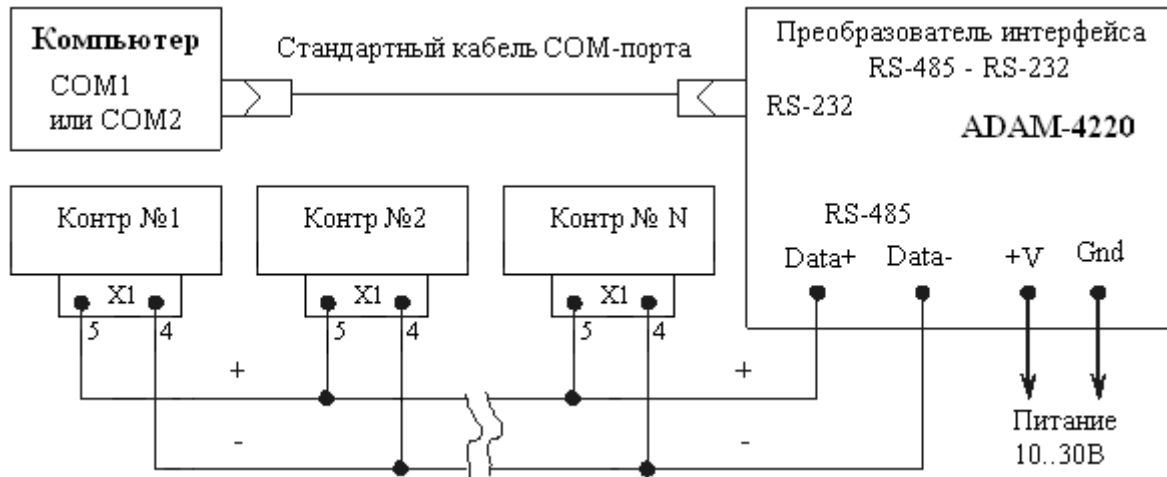 Компьютер
COM1
или COM2
Стандартный кабель COM-порта
Преобразователь интерфейса
RS-485 - RS-232
RS-232
ADAM-4220
Контр №1
Контр №2
Контр № N
RS-485
Data+ Data- +V Gnd
X1 X1 X1
5 4 5 4 5 4
+ +
- -
Питание
10..30В